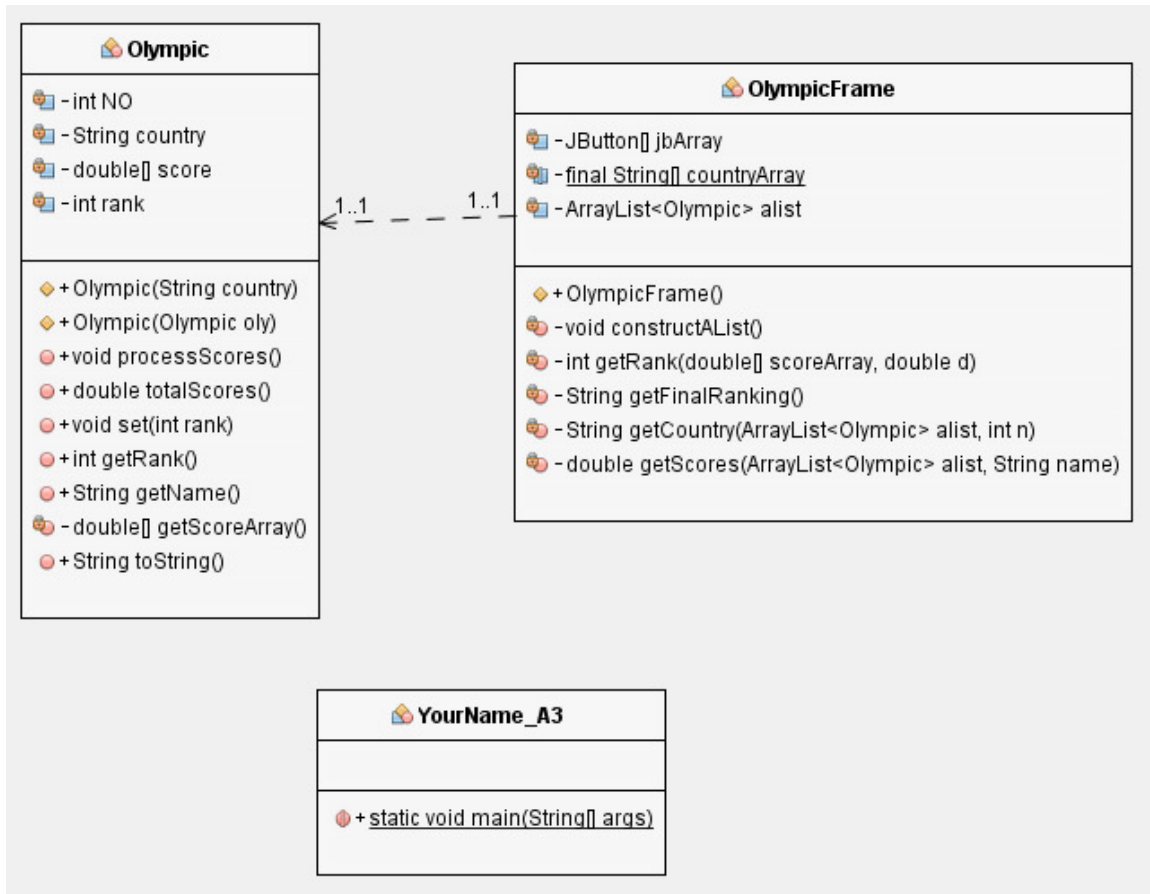 Olympic
- int NO
- String country
- double[] score
- int rank
+ Olympic(String country)
+ Olympic(Olympic oly)
+ void processScores()
+ double totalScores()
+ void set(int rank)
+ int getRank()
+ String getName()
- double[] getScoreArray()
+ String toString()
1..1
1..1
OlympicFrame
- JButton[] jbArray
- final String[] countryArray
- ArrayList<Olympic> alist
+ OlympicFrame()
- void constructAList()
- int getRank(double[] scoreArray, double d)
- String getFinalRanking()
- String getCountry(ArrayList<Olympic> alist, int n)
- double getScores(ArrayList<Olympic> alist, String name)
YourName_A3
+ static void main(String[] args)